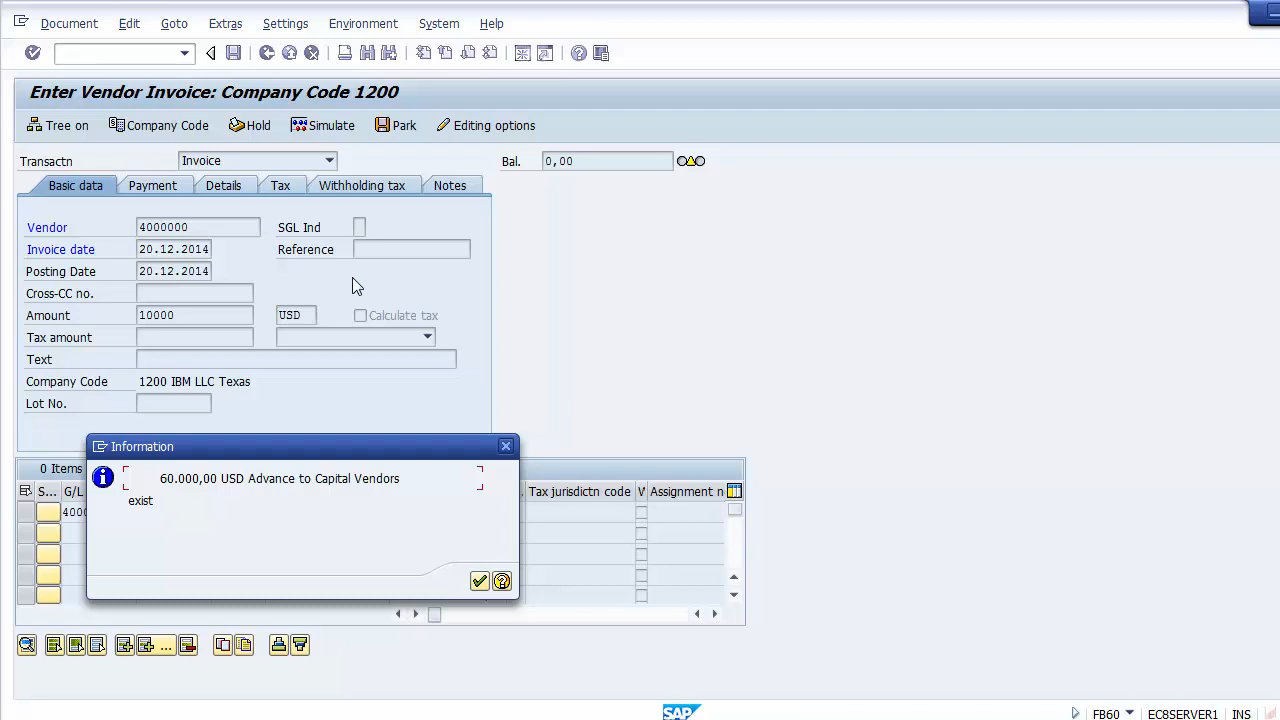 Document Edit Goto Extras Settings Environment System Help
Enter Vendor Invoice: Company Code 1200
Tree on Company Code Hold Simulate Park Editing options
Transactn Invoice Bal. 0,00
Basic data Payment Details Tax Withholding tax Notes
Vendor 4000000 SGL Ind
Invoice date 20.12.2014 Reference
Posting Date 20.12.2014
Cross-CC no.
Amount 10000 USD Calculate tax
Tax amount
Text
Company Code 1200 IBM LLC Texas
Lot No.
Information
60.000,00 USD Advance to Capital Vendors
exist
0 Items
S... G/L Tax jurisdictn code W Assignment n
4000
SAP FB60 EC8SERVER1 INS